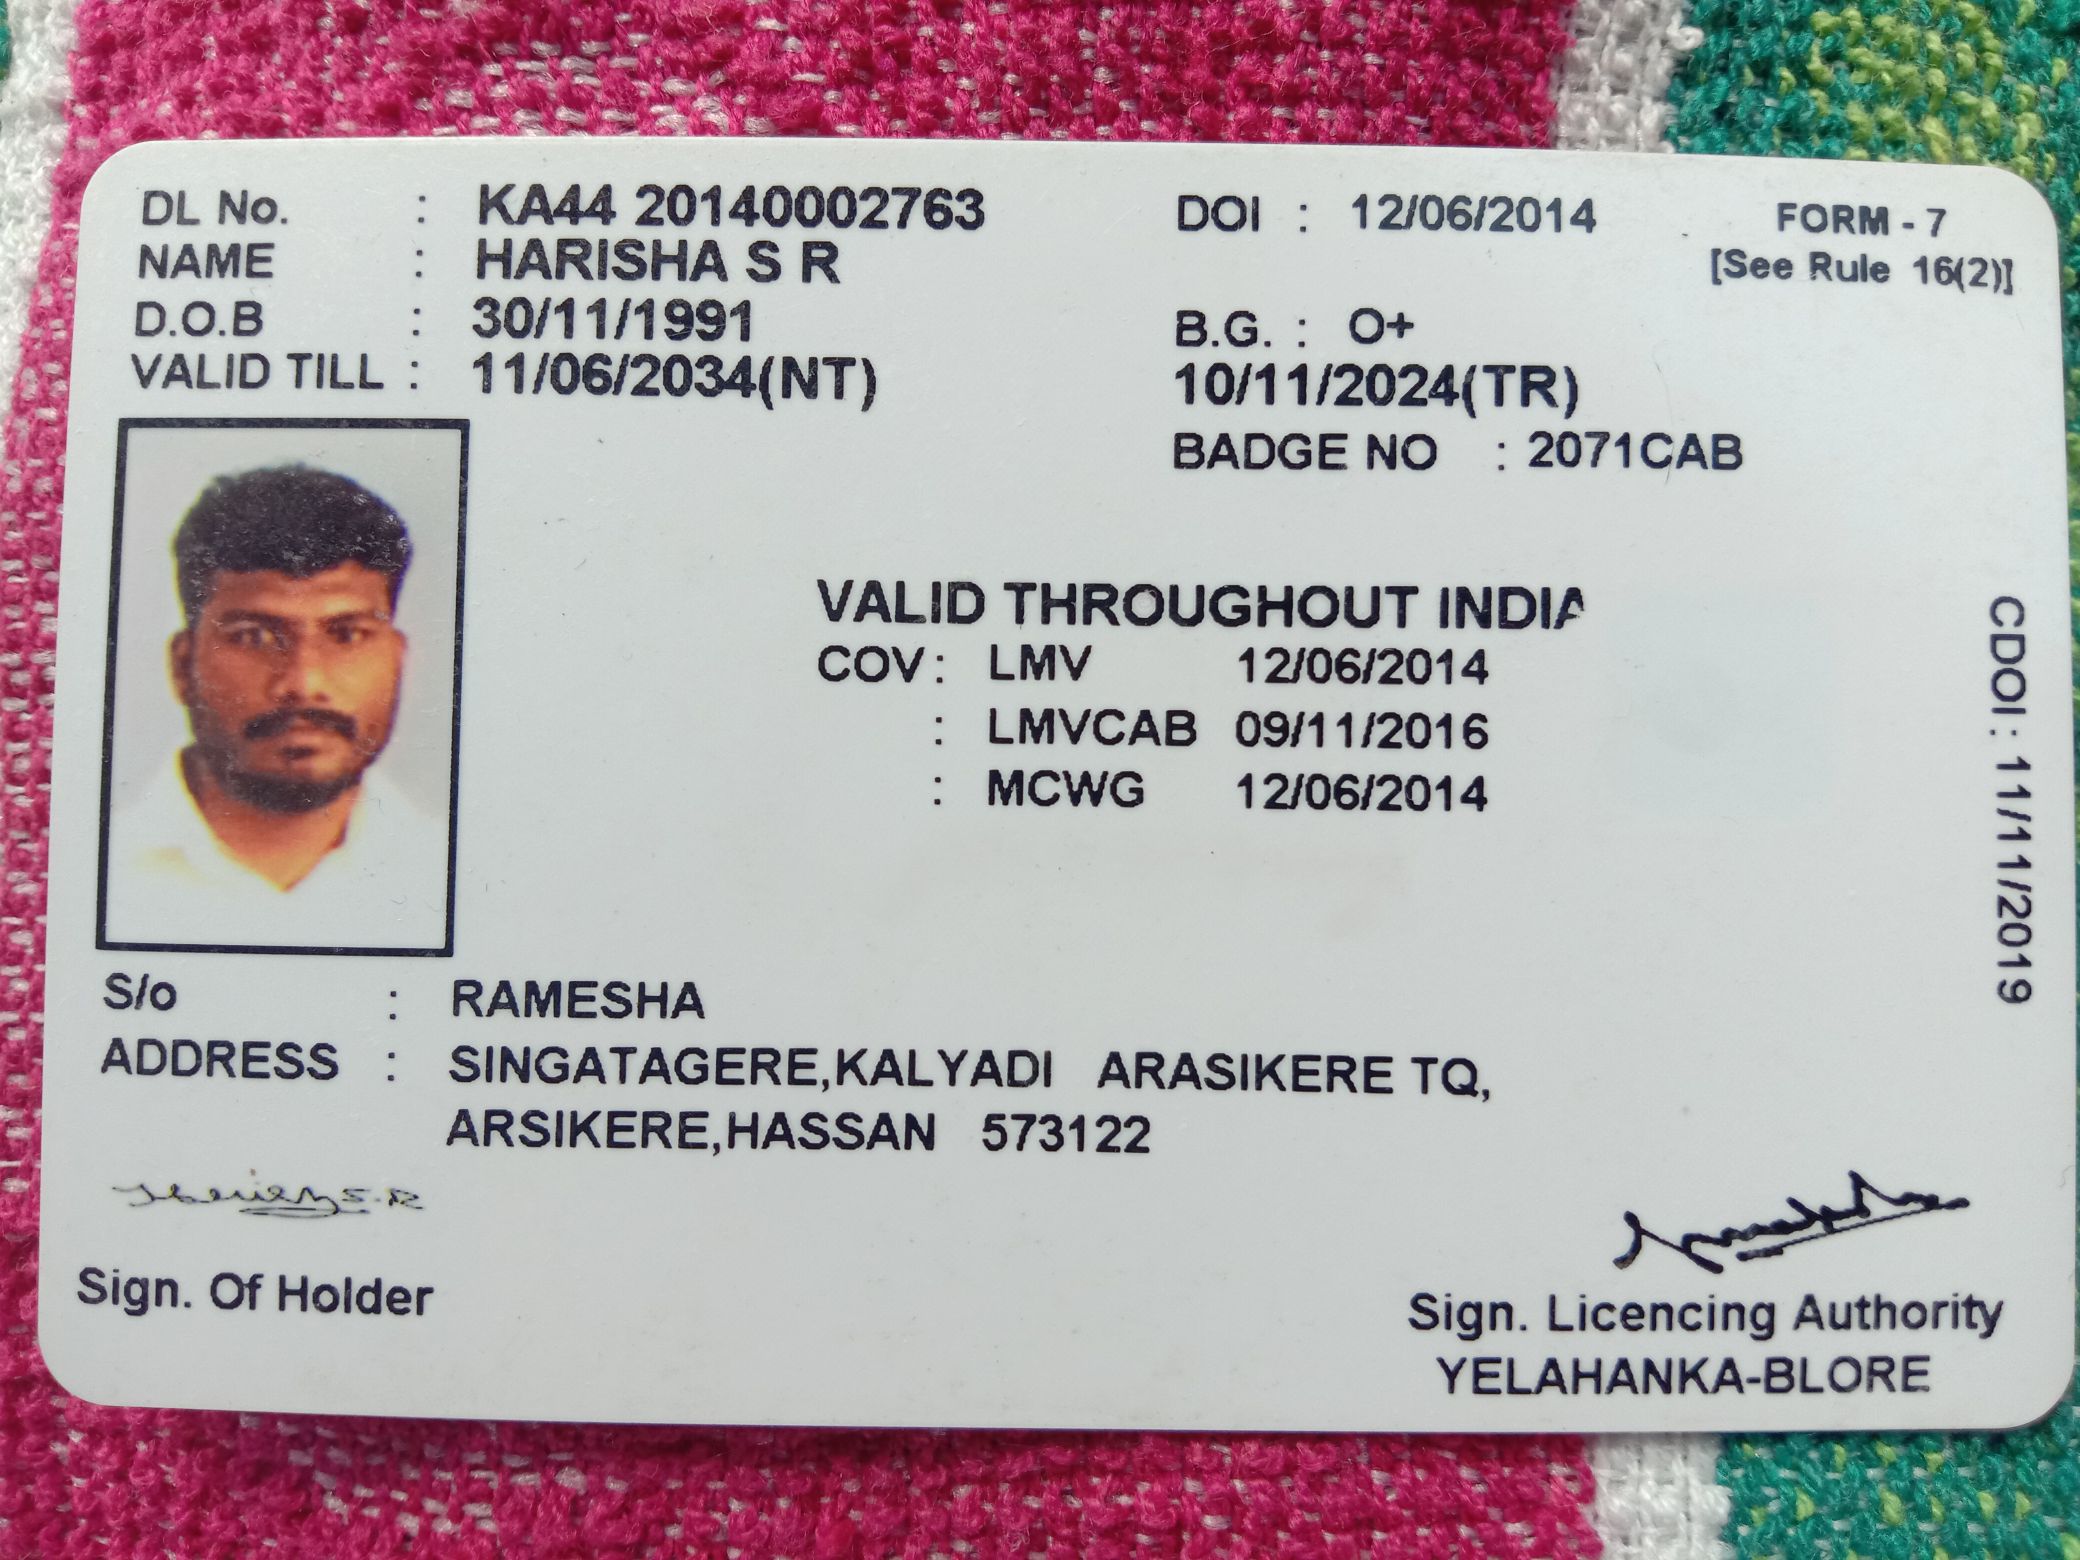 DL No. : KA44 20140002763 DOI : 12/06/2014 FORM - 7
NAME : HARISHA S R [See Rule 16(2)]
D.O.B : 30/11/1991 B.G. : O+
VALID TILL : 11/06/2034(NT) 10/11/2024(TR)
BADGE NO : 2071CAB
VALID THROUGHOUT INDIA
COV : LMV 12/06/2014
: LMVCAB 09/11/2016
: MCWG 12/06/2014
CDOI : 11/11/2019
S/o : RAMESHA
ADDRESS : SINGATAGERE,KALYADI ARASIKERE TQ,
ARSIKERE,HASSAN 573122
Sign. Of Holder
Sign. Licencing Authority
YELAHANKA-BLORE